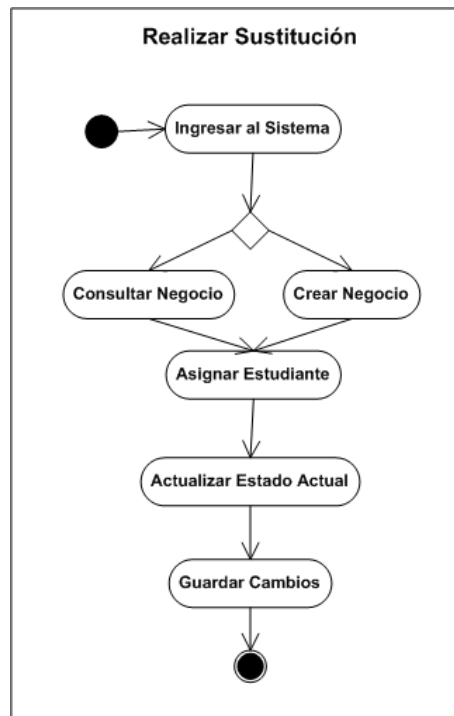 Realizar Sustitución
Ingresar al Sistema
Consultar Negocio
Crear Negocio
Asignar Estudiante
Actualizar Estado Actual
Guardar Cambios